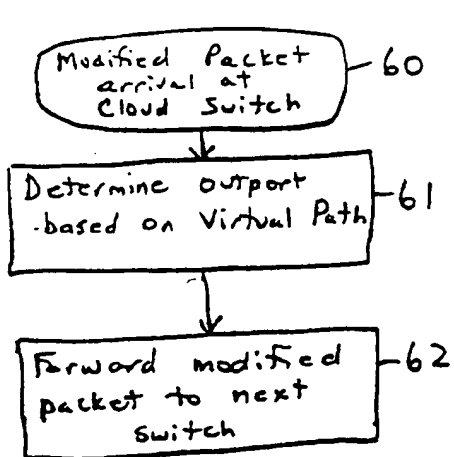 Modified Packet
arrival at
Cloud Switch
60
Determine outport
based on Virtual Path
61
Forward modified
packet to next
switch
62